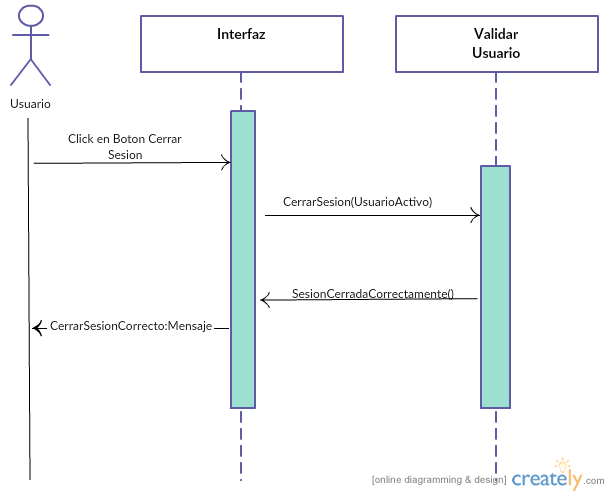 Interfaz
Validar
Usuario
Usuario
Click en Boton Cerrar
Sesion
CerrarSesion(UsuarioActivo)
SesionCerradaCorrectamente()
CerrarSesionCorrecto:Mensaje
[online diagramming & design] creately.com